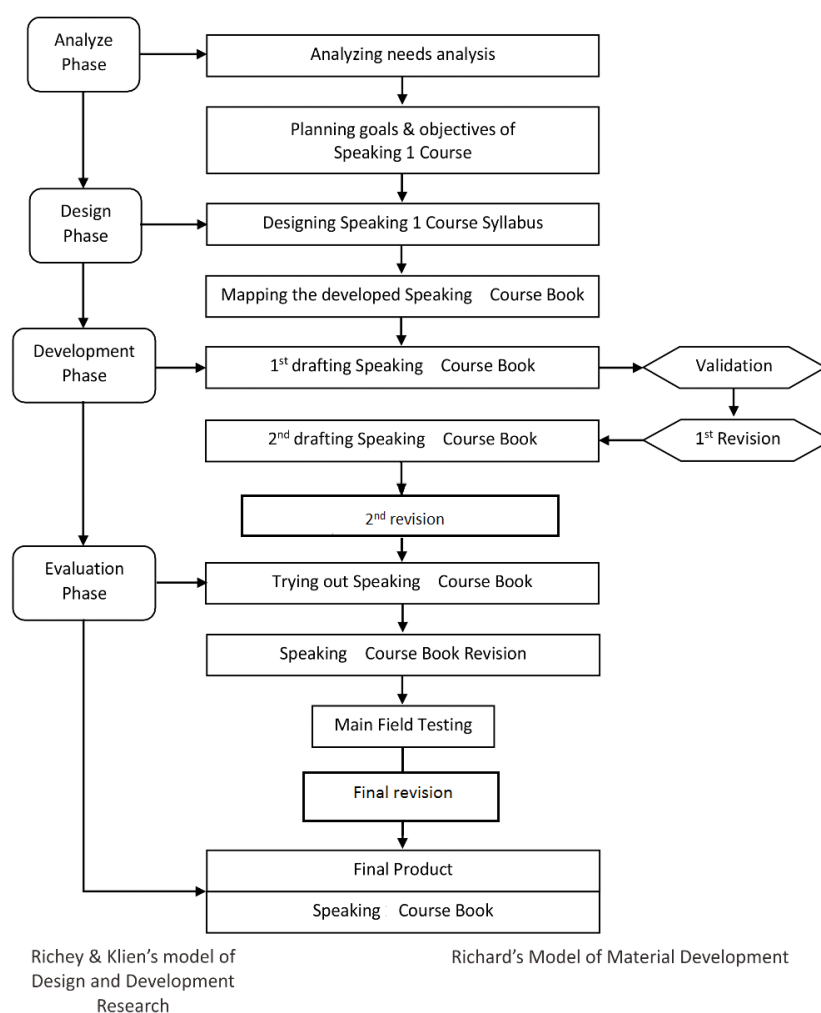 Analyze
Phase
Analyzing needs analysis
Planning goals & objectives of
Speaking 1 Course
Design
Phase
Designing Speaking 1 Course Syllabus
Mapping the developed Speaking Course Book
Development
Phase
1st drafting Speaking Course Book
Validation
2nd drafting Speaking Course Book
1st Revision
2nd revision
Evaluation
Phase
Trying out Speaking Course Book
Speaking Course Book Revision
Main Field Testing
Final revision
Final Product
Speaking Course Book
Richey & Klien’s model of
Design and Development
Research
Richard’s Model of Material Development